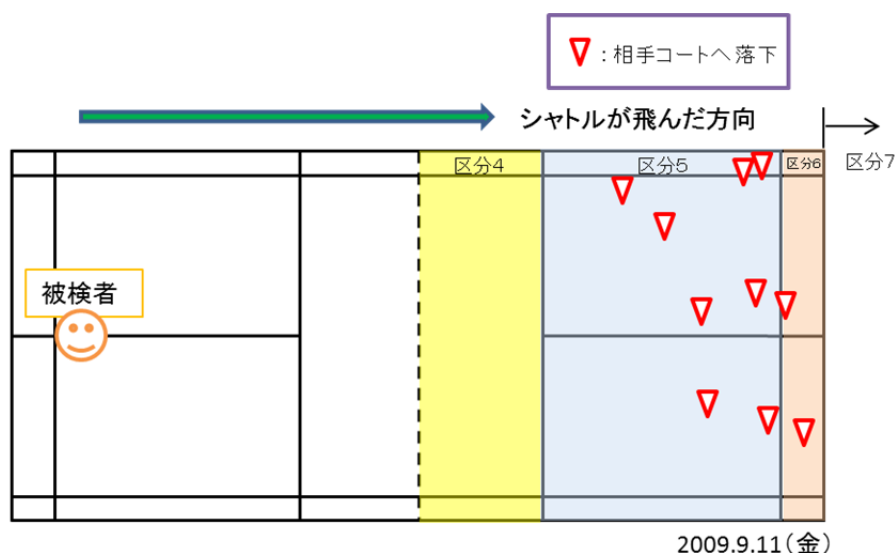 ：相手コートへ落下
シャトルが飛んだ方向
区分4
区分5
区分6
区分7
被検者
2009.9.11(金)